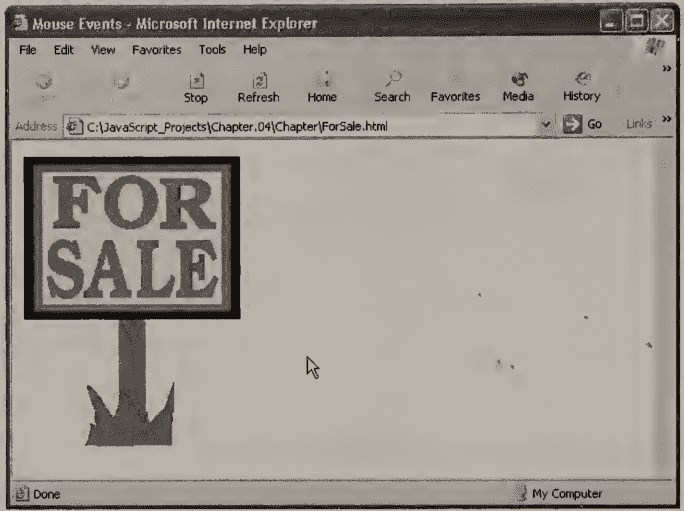 Mouse Events - Microsoft Internet Explorer
File Edit View Favorites Tools Help
Stop Refresh Home Search Favorites Media History »
Address C:\JavaScript_Projects\Chapter.04\Chapter\ForSale.html Go Links »
FOR
SALE
Done My Computer